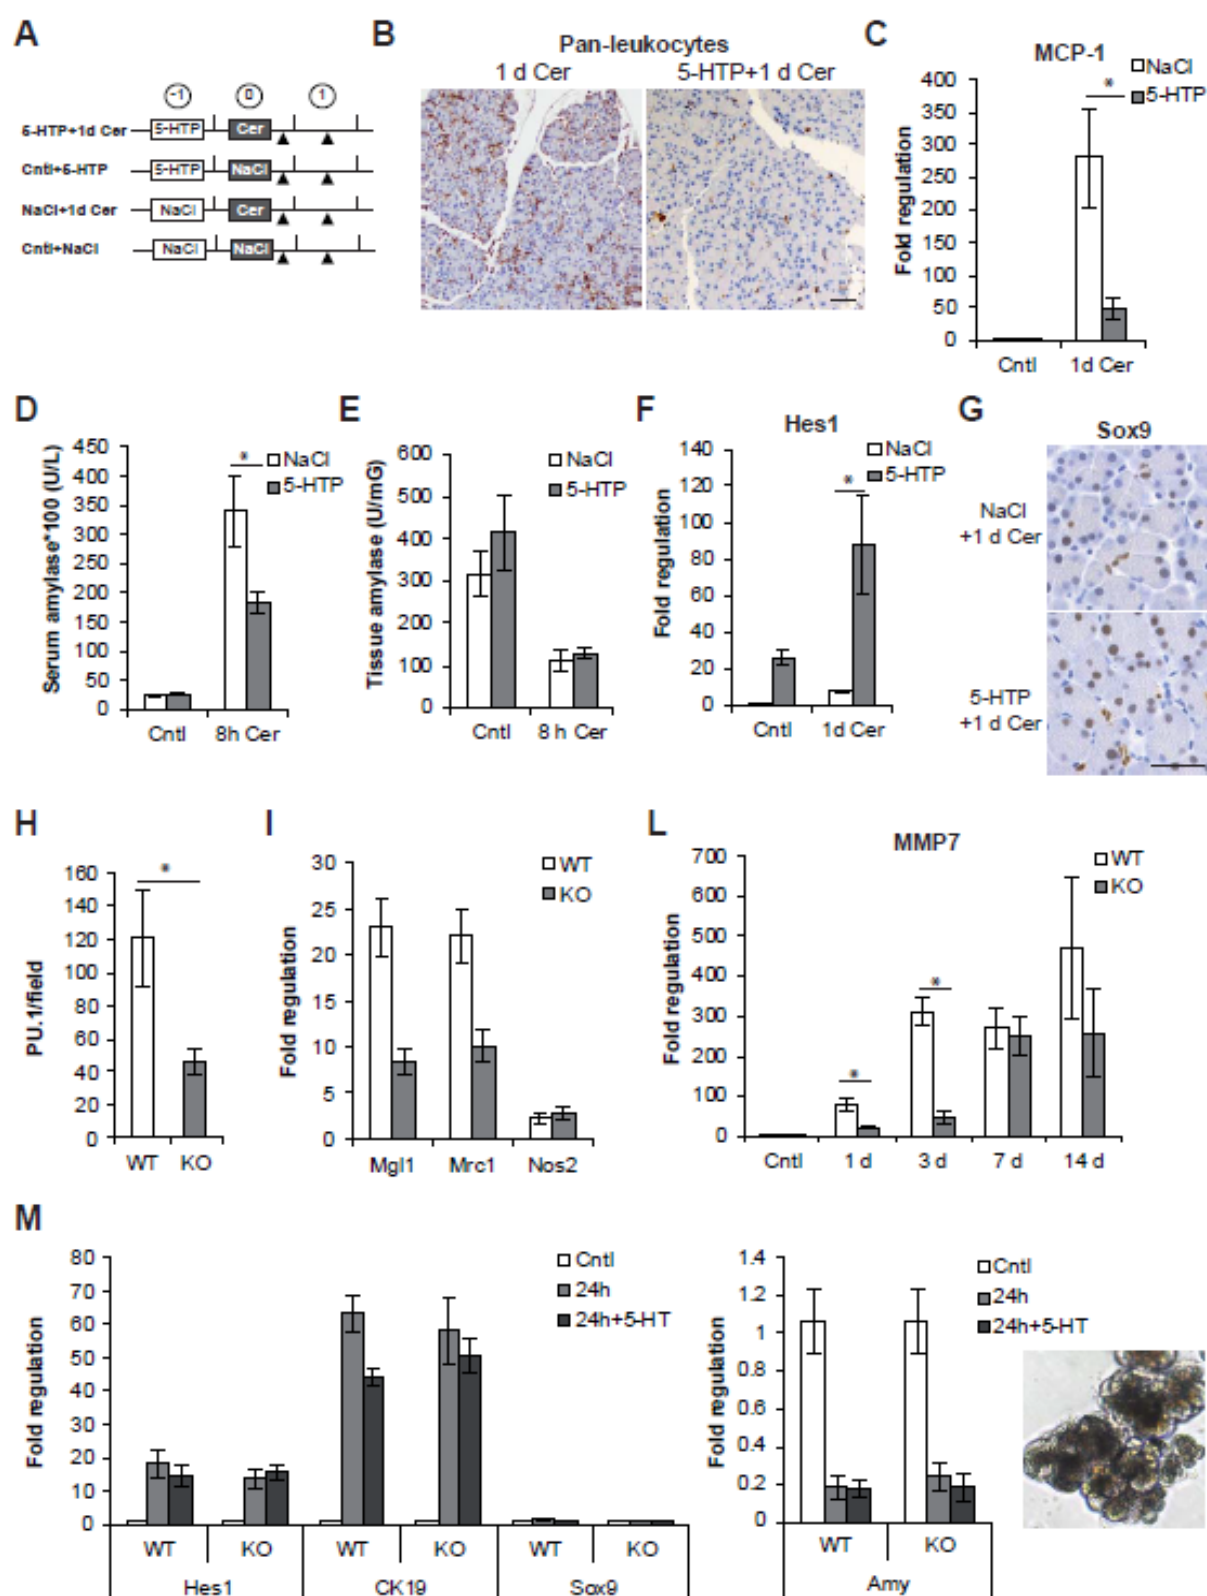 A
-1 0 1
5-HTP+1d Cer 5-HTP Cer
Cntl+5-HTP 5-HTP NaCl
NaCl+1d Cer NaCl Cer
Cntl+NaCl NaCl NaCl
B
Pan-leukocytes
1 d Cer 5-HTP+1 d Cer
C
MCP-1
NaCl
5-HTP
*
Fold regulation
400
350
300
250
200
150
100
50
0
Cntl 1d Cer
D
Serum amylase*100 (U/L)
450
400
350
300
250
200
150
100
50
0
*
NaCl
5-HTP
Cntl 8h Cer
E
Tissue amylase (U/mG)
600
500
400
300
200
100
0
NaCl
5-HTP
Cntl 8h Cer
F
Hes1
Fold regulation
140
120
100
80
60
40
20
0
*
NaCl
5-HTP
Cntl 1d Cer
G
Sox9
NaCl
+1 d Cer
5-HTP
+1 d Cer
H
PU.1/field
160
140
120
100
80
60
40
20
0
*
WT KO
I
Fold regulation
30
25
20
15
10
5
0
WT
KO
Mgl1 Mrc1 Nos2
L
MMP7
Fold regulation
700
600
500
400
300
200
100
0
WT
KO
*
*
Cntl 1 d 3 d 7 d 14 d
M
Fold regulation
80
70
60
50
40
30
20
10
0
Cntl
24h
24h+5-HT
WT KO WT KO WT KO
Hes1 CK19 Sox9
Fold regulation
1.4
1.2
1
0.8
0.6
0.4
0.2
0
Cntl
24h
24h+5-HT
WT KO
Amy